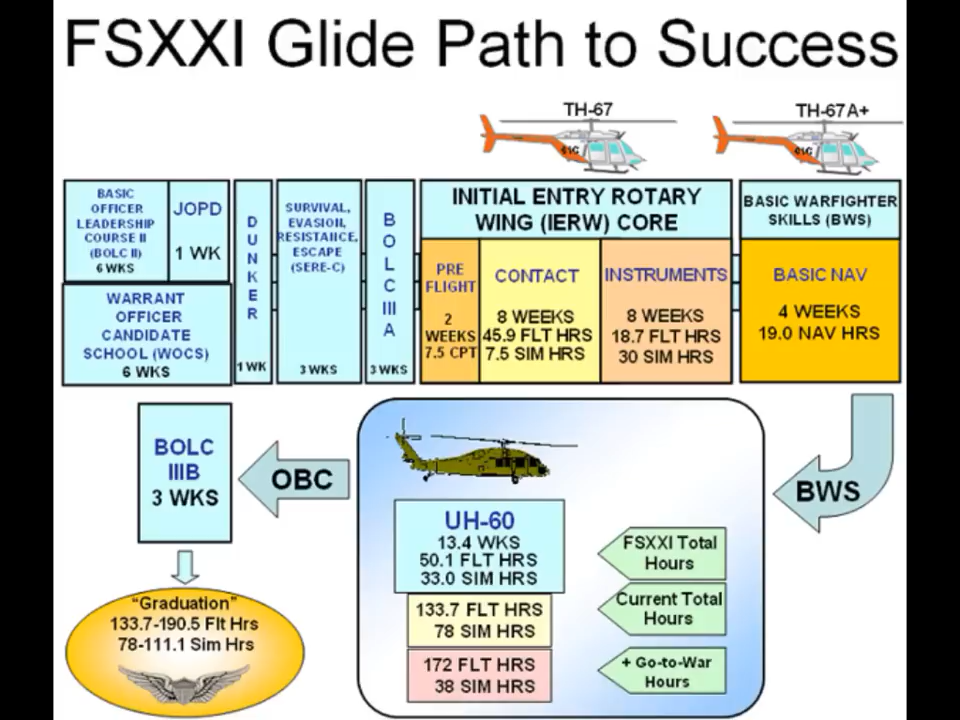 FSXXI Glide Path to Success
TH-67
TH-67A+
BASIC
OFFICER
LEADERSHIP
COURSE II
(BOLC II)
6 WKS
JOPD
1 WK
WARRANT
OFFICER
CANDIDATE
SCHOOL (WOCS)
6 WKS
D
U
N
K
E
R
1 WK
SURVIVAL,
EVASION,
RESISTANCE,
ESCAPE
(SERE-C)
3 WKS
B
O
L
C
III
A
3 WKS
INITIAL ENTRY ROTARY
WING (IERW) CORE
PRE
FLIGHT
2
WEEKS
7.5 CPT
CONTACT
8 WEEKS
45.9 FLT HRS
7.5 SIM HRS
INSTRUMENTS
8 WEEKS
18.7 FLT HRS
30 SIM HRS
BASIC WARFIGHTER
SKILLS (BWS)
BASIC NAV
4 WEEKS
19.0 NAV HRS
BWS
UH-60
13.4 WKS
50.1 FLT HRS
33.0 SIM HRS
FSXXI Total
Hours
133.7 FLT HRS
78 SIM HRS
Current Total
Hours
172 FLT HRS
38 SIM HRS
+ Go-to-War
Hours
OBC
BOLC
IIIB
3 WKS
“Graduation”
133.7-190.5 Flt Hrs
78-111.1 Sim Hrs